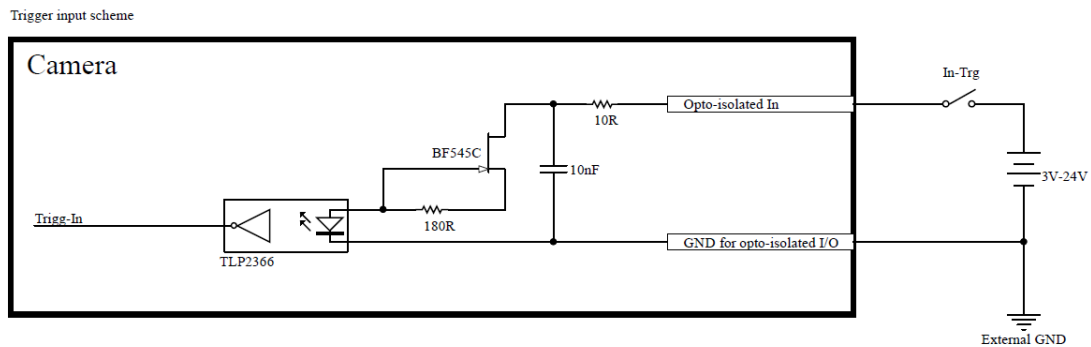 Trigger input scheme
Camera
In-Trg
Opto-isolated In
10R
BF545C
10nF
3V-24V
Trigg-In
180R
GND for opto-isolated I/O
TLP2366
External GND